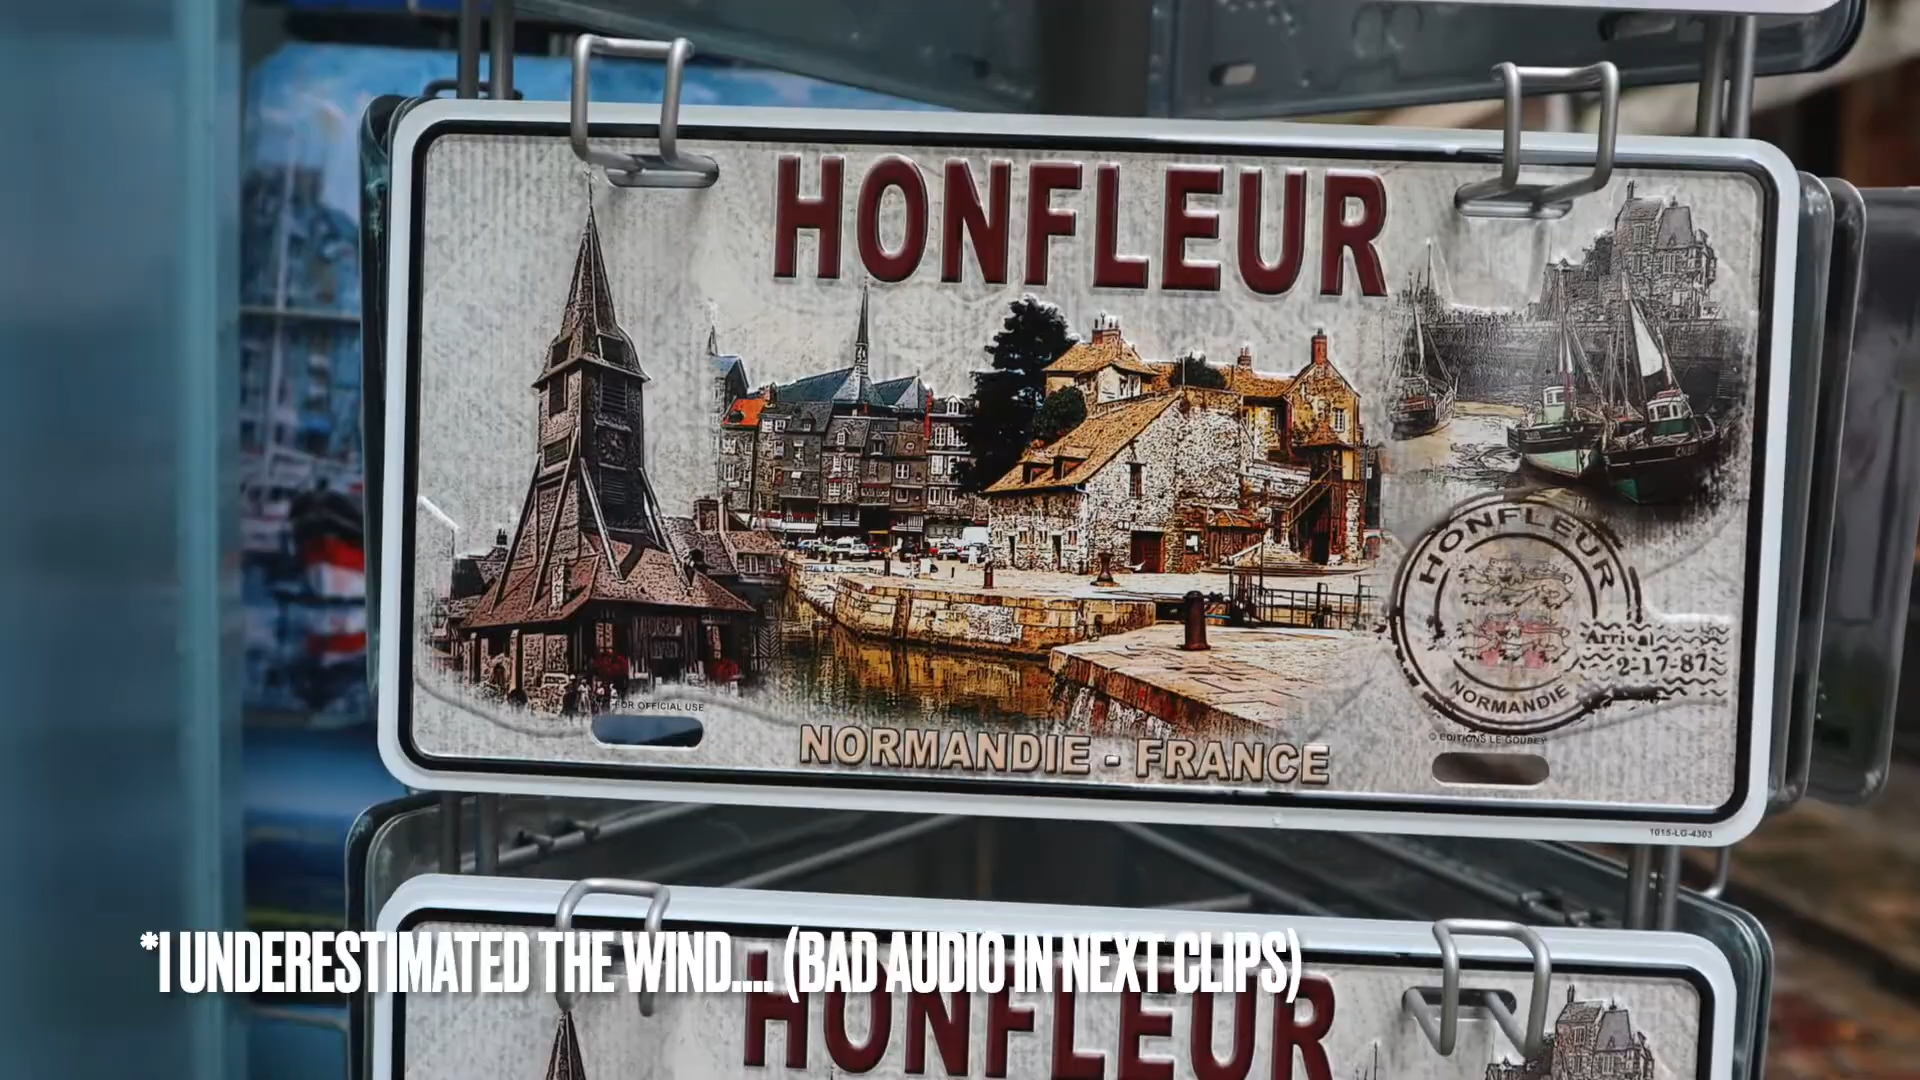 HONFLEUR
HONFLEUR
Arrival
2-17-87
NORMANDIE
FOR OFFICIAL USE
© EDITIONS LE GOUBEY
NORMANDIE - FRANCE
1015-LG-4303
*I UNDERESTIMATED THE WIND.... (BAD AUDIO IN NEXT CLIPS)
HONFLEUR